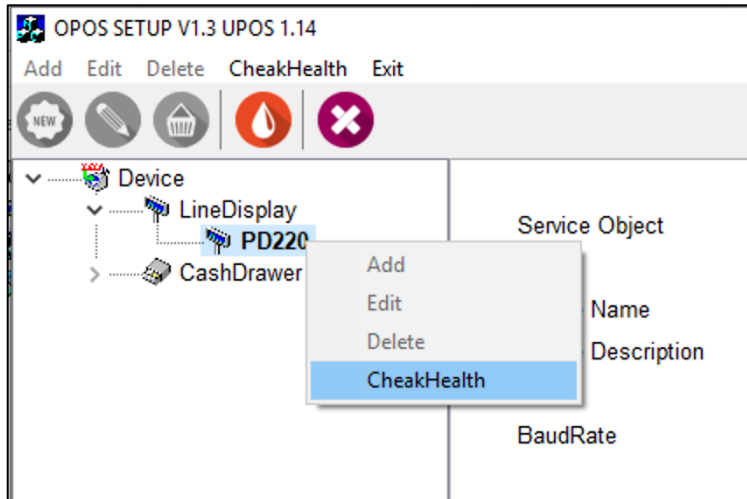 OPOS SETUP V1.3 UPOS 1.14
Add Edit Delete CheakHealth Exit
NEW
Device
LineDisplay
PD220
CashDrawer
Add
Edit
Delete
CheakHealth
Service Object
Name
Description
BaudRate